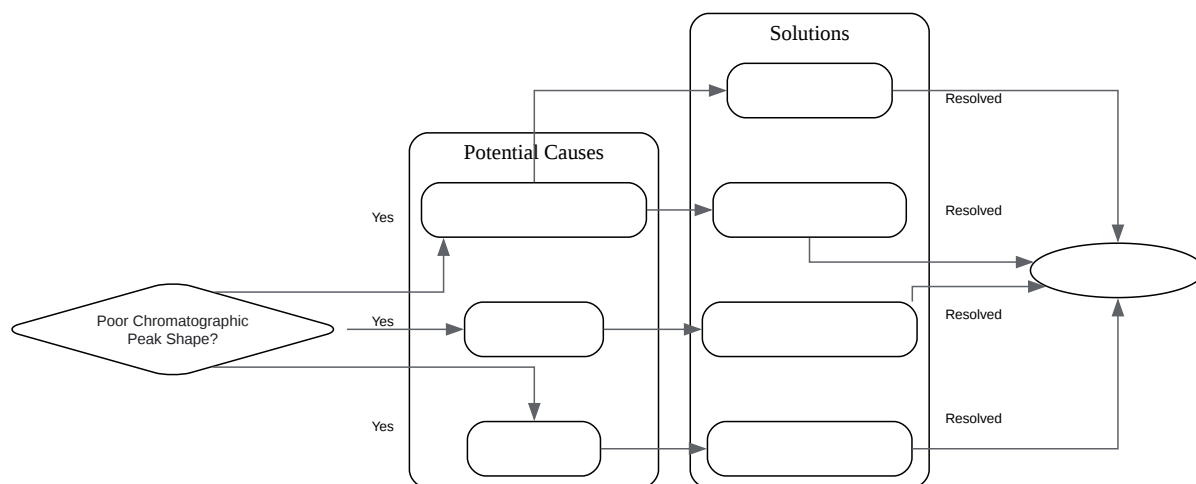 Solutions
Resolved
Potential Causes
Yes
Resolved
Poor Chromatographic
Peak Shape?
Yes
Resolved
Yes
Resolved